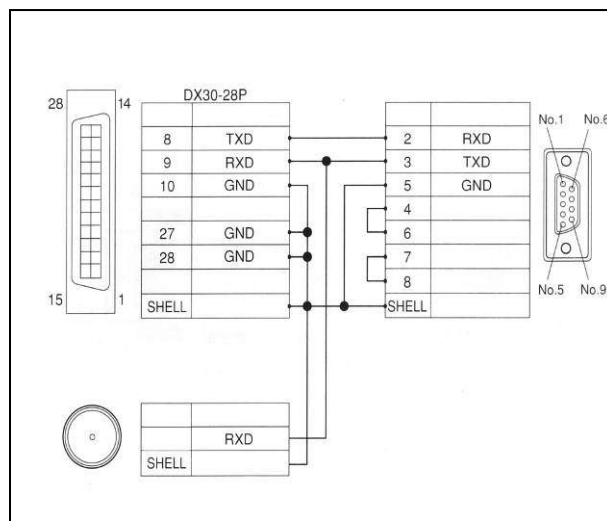 DX30-28P
28 14
15 1
8 TXD
9 RXD
10 GND
27 GND
28 GND
SHELL
2 RXD
3 TXD
5 GND
4
6
7
8
SHELL
No.1 No.6
No.5 No.9
RXD
SHELL